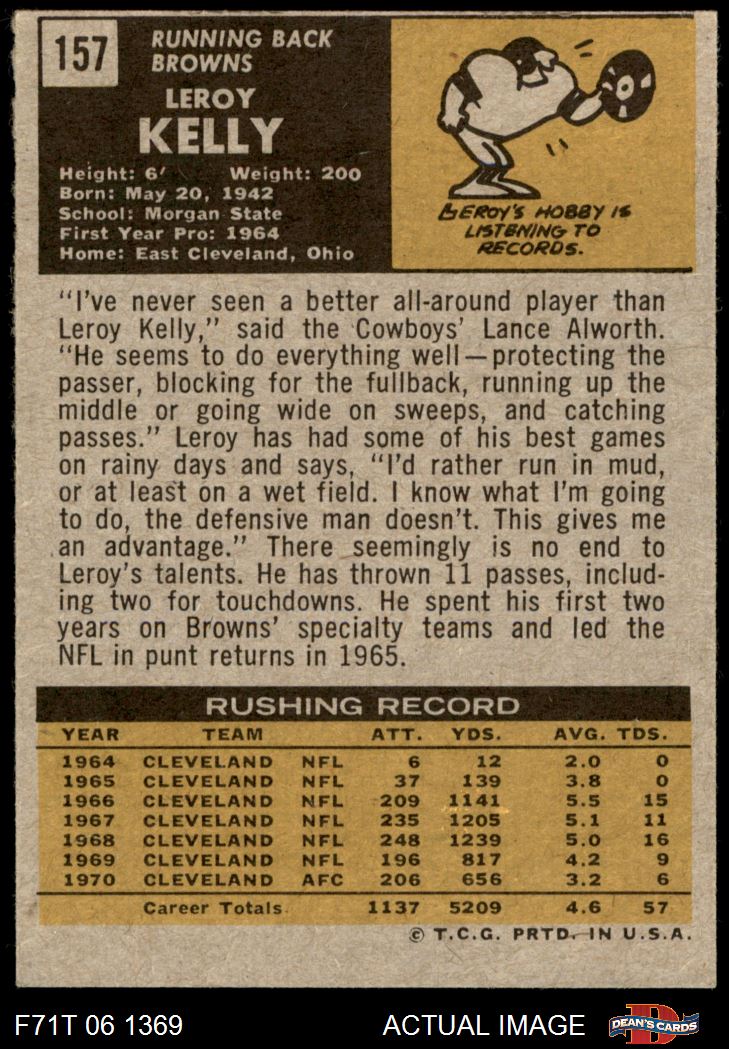 157
RUNNING BACK
BROWNS
LEROY
KELLY
Height: 6' Weight: 200
Born: May 20, 1942
School: Morgan State
First Year Pro: 1964
Home: East Cleveland, Ohio
LEROY'S HOBBY IS
LISTENING TO
RECORDS.
"I've never seen a better all-around player than
Leroy Kelly," said the Cowboys' Lance Alworth.
"He seems to do everything well—protecting the
passer, blocking for the fullback, running up the
middle or going wide on sweeps, and catching
passes." Leroy has had some of his best games
on rainy days and says, "I'd rather run in mud,
or at least on a wet field. I know what I'm going
to do, the defensive man doesn't. This gives me
an advantage." There seemingly is no end to
Leroy's talents. He has thrown 11 passes, includ-
ing two for touchdowns. He spent his first two
years on Browns' specialty teams and led the
NFL in punt returns in 1965.
RUSHING RECORD
YEAR TEAM ATT. YDS. AVG. TDS.
1964 CLEVELAND NFL 6 12 2.0 0
1965 CLEVELAND NFL 37 139 3.8 0
1966 CLEVELAND NFL 209 1141 5.5 15
1967 CLEVELAND NFL 235 1205 5.1 11
1968 CLEVELAND NFL 248 1239 5.0 16
1969 CLEVELAND NFL 196 817 4.2 9
1970 CLEVELAND AFC 206 656 3.2 6
Career Totals 1137 5209 4.6 57
© T.C.G. PRTD. IN U.S.A.
F71T 06 1369 ACTUAL IMAGE D DEAN'S CARDS